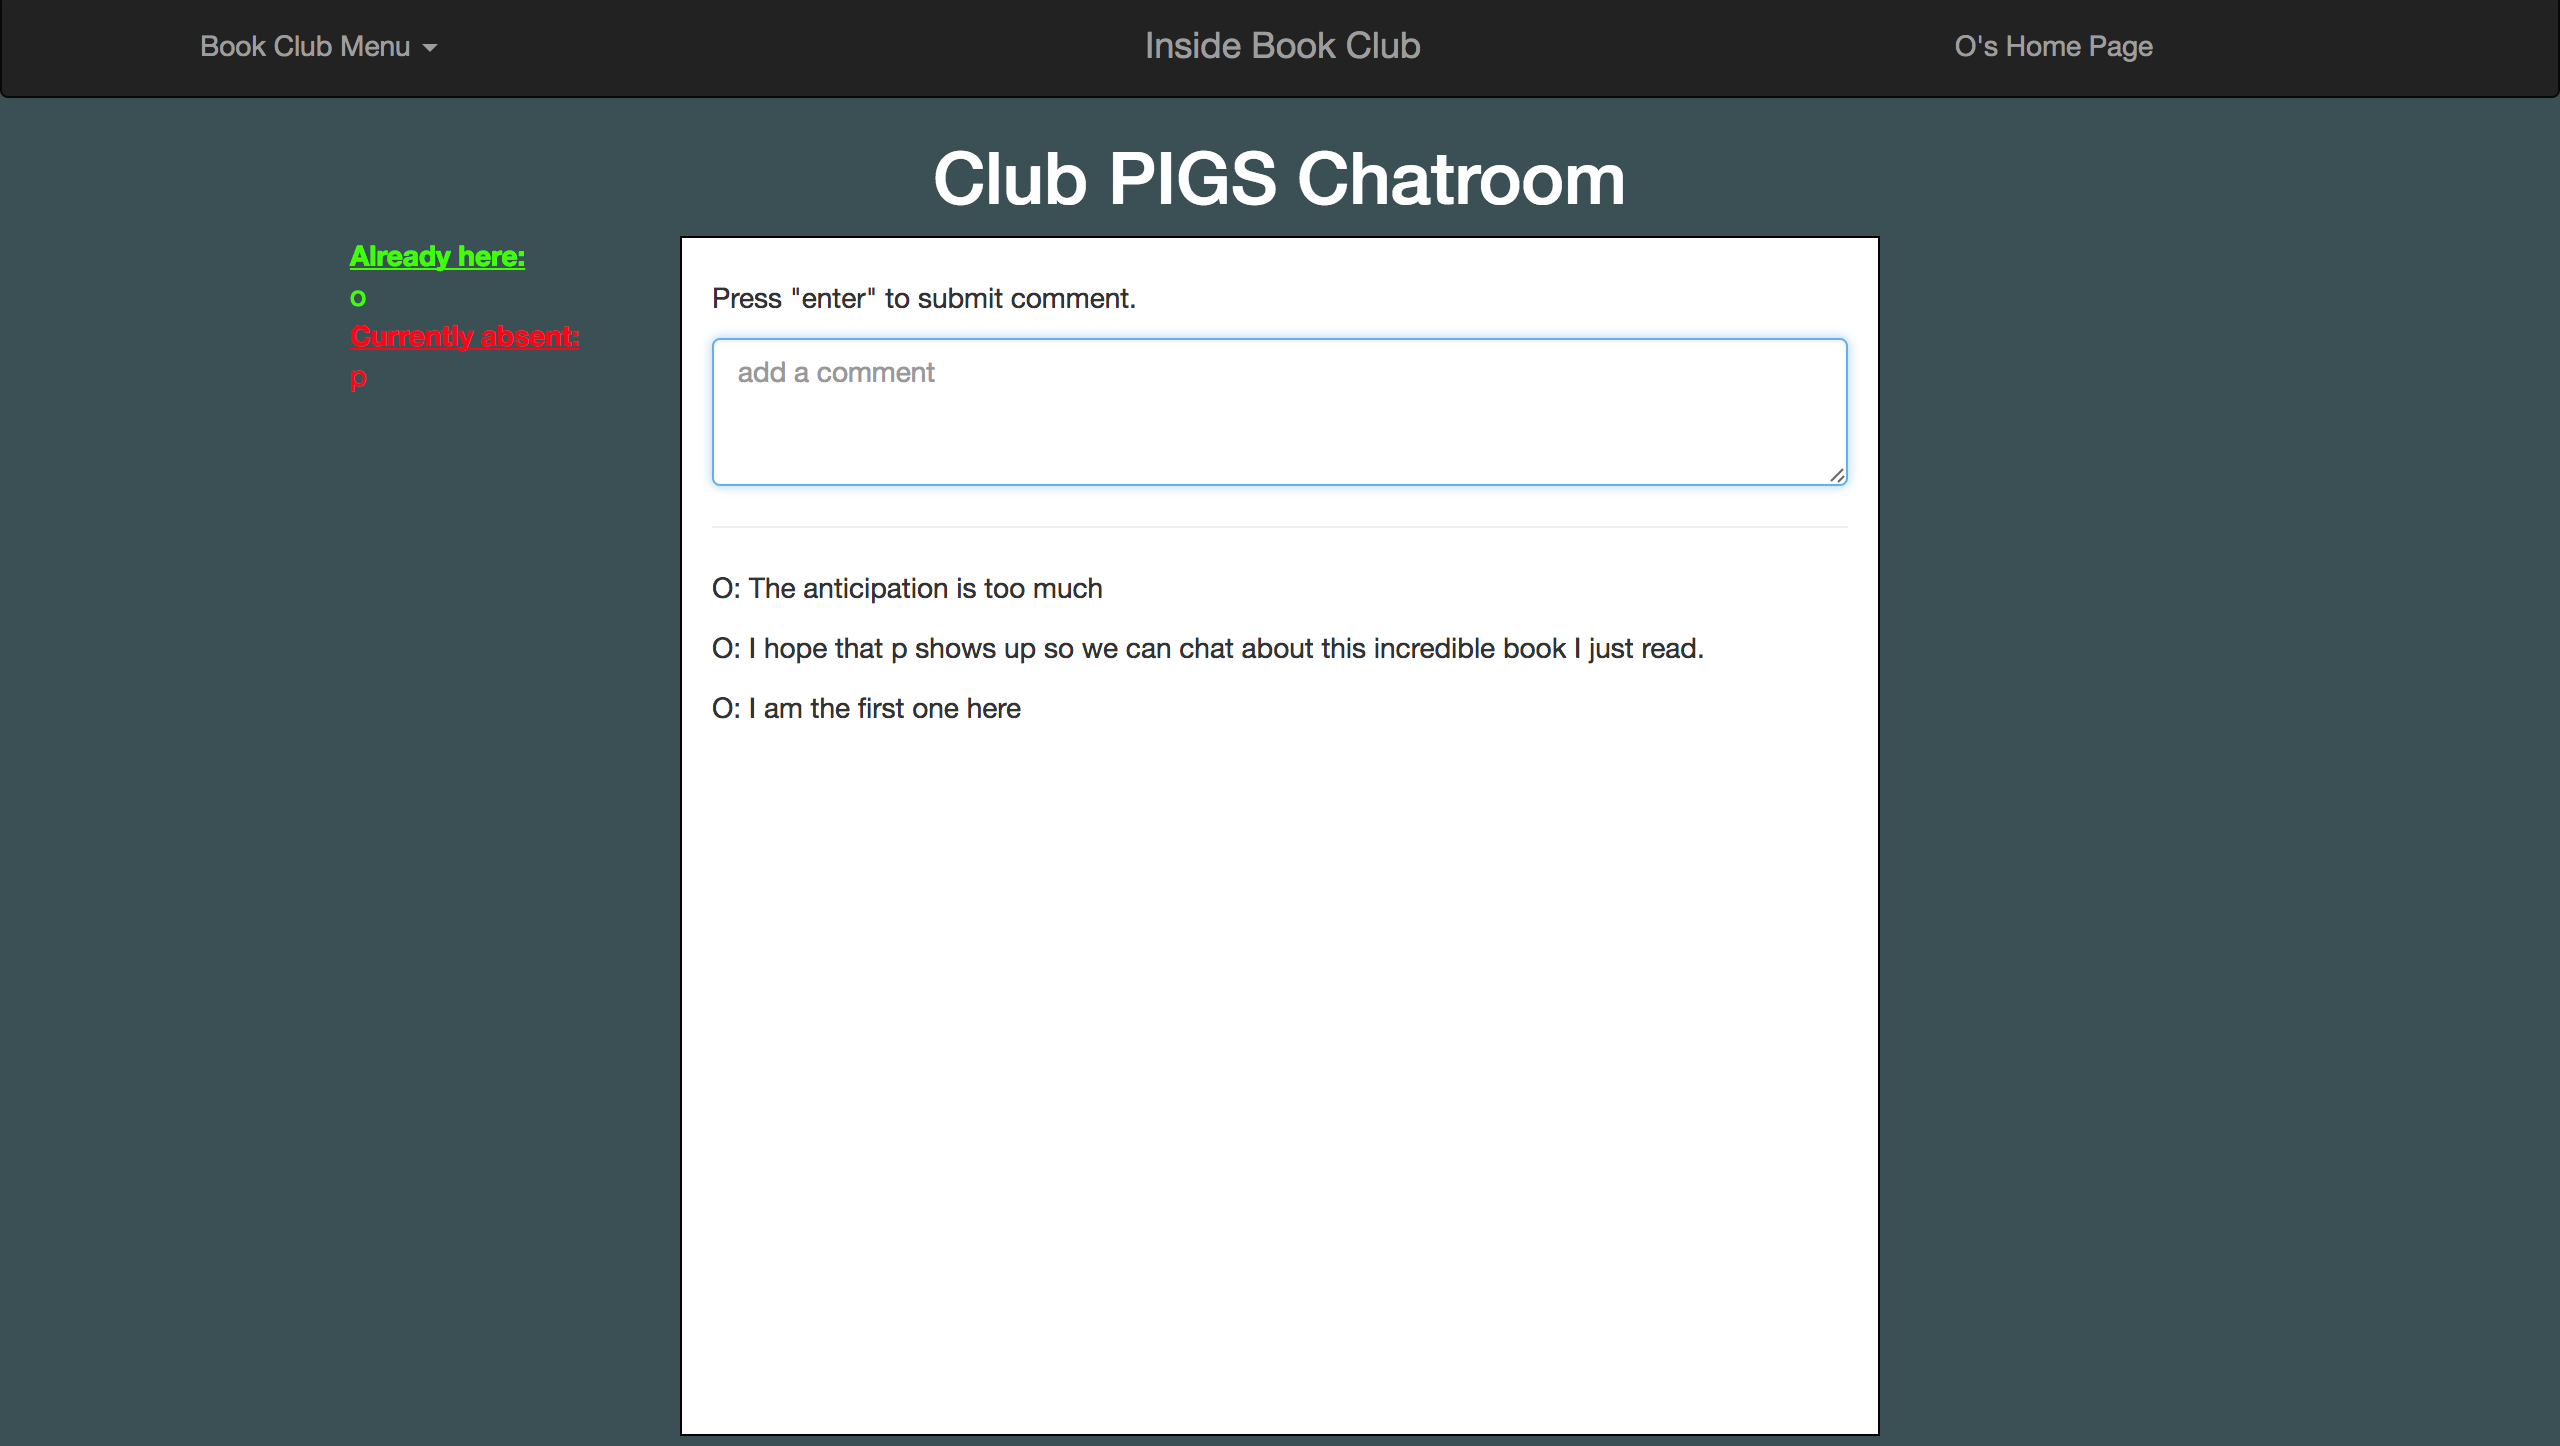 Book Club Menu
Inside Book Club
O's Home Page
Club PIGS Chatroom
Already here:
o
Currently absent:
p
Press "enter" to submit comment.
add a comment
O: The anticipation is too much
O: I hope that p shows up so we can chat about this incredible book I just read.
O: I am the first one here